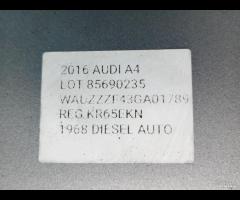 2016 AUDI A4
LOT 85690235
WAUZZZF43GA01789
REG.KR65EKN
1968 DIESEL AUTO